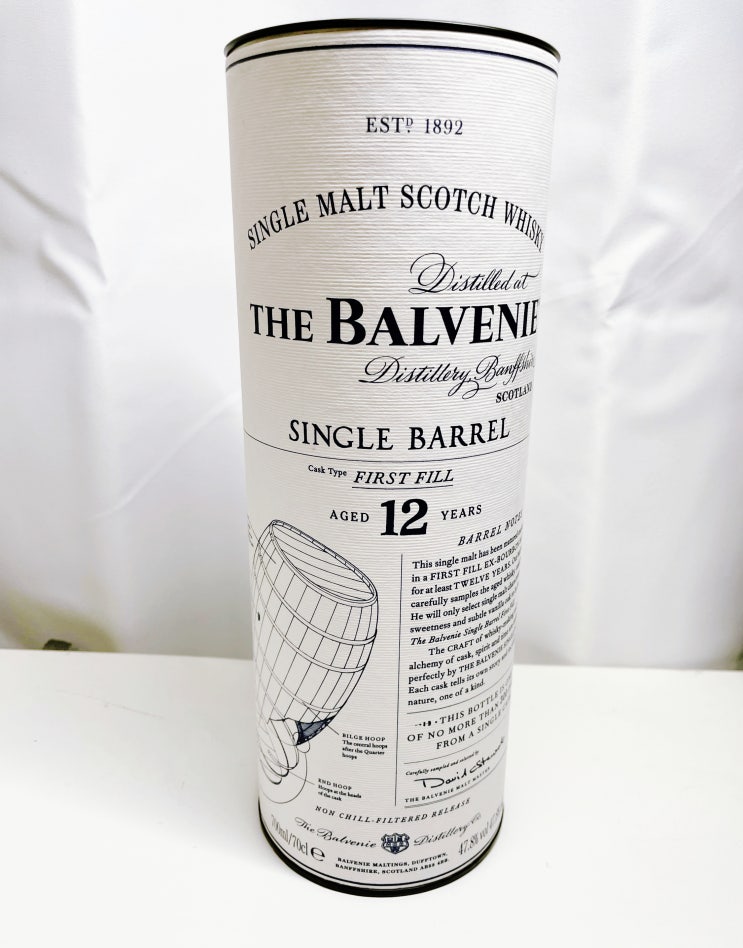 ESTD. 1892
SINGLE MALT SCOTCH WHISKY
Distilled at
THE BALVENIE
Distillery, Banffshire
SCOTLAND
SINGLE BARREL
Cask Type FIRST FILL
AGED 12 YEARS
BARREL NOTES
This single malt has been
in a FIRST FILL EX-BOURBON
for at least TWELVE YEARS.
carefully samples the aged whisky
He will only select single malt
sweetness and subtle vanilla
The Balvenie Single Barrel First Fill
The CRAFT of whisky
alchemy of cask, spirit and
perfectly by THE BALVENIE
Each cask tells its own story
nature, one of a kind.
THIS BOTTLE IS
OF NO MORE THAN
FROM A SINGLE
BILGE HOOP
The central hoops
after the Quarter
hoops
END HOOP
Hoops at the heads
of the cask
Carefully sampled and selected by
David Stewart
THE BALVENIE MALT MASTER
NON CHILL-FILTERED RELEASE
The Balvenie Distillery Co.
700ml/70cl e
47.8% vol
BALVENIE MALTINGS, DUFFTOWN,
BANFFSHIRE, SCOTLAND AB55 4BB.